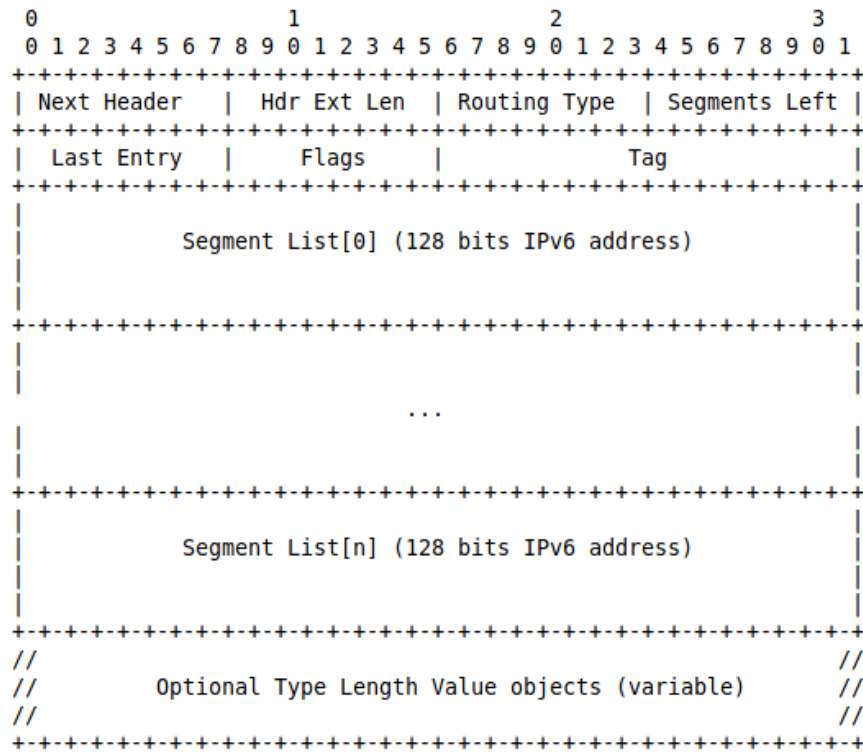 0                   1                   2                   3
 0 1 2 3 4 5 6 7 8 9 0 1 2 3 4 5 6 7 8 9 0 1 2 3 4 5 6 7 8 9 0 1
+-+-+-+-+-+-+-+-+-+-+-+-+-+-+-+-+-+-+-+-+-+-+-+-+-+-+-+-+-+-+-+-+
| Next Header   |  Hdr Ext Len  | Routing Type  | Segments Left |
+-+-+-+-+-+-+-+-+-+-+-+-+-+-+-+-+-+-+-+-+-+-+-+-+-+-+-+-+-+-+-+-+
|  Last Entry   |     Flags     |              Tag              |
+-+-+-+-+-+-+-+-+-+-+-+-+-+-+-+-+-+-+-+-+-+-+-+-+-+-+-+-+-+-+-+-+
|                                                               |
|            Segment List[0] (128 bits IPv6 address)            |
|                                                               |
|                                                               |
+-+-+-+-+-+-+-+-+-+-+-+-+-+-+-+-+-+-+-+-+-+-+-+-+-+-+-+-+-+-+-+-+
|                                                               |
|                                                               |
                              ...
|                                                               |
|                                                               |
+-+-+-+-+-+-+-+-+-+-+-+-+-+-+-+-+-+-+-+-+-+-+-+-+-+-+-+-+-+-+-+-+
|                                                               |
|            Segment List[n] (128 bits IPv6 address)            |
|                                                               |
|                                                               |
+-+-+-+-+-+-+-+-+-+-+-+-+-+-+-+-+-+-+-+-+-+-+-+-+-+-+-+-+-+-+-+-+
//                                                             //
//         Optional Type Length Value objects (variable)       //
//                                                             //
+-+-+-+-+-+-+-+-+-+-+-+-+-+-+-+-+-+-+-+-+-+-+-+-+-+-+-+-+-+-+-+-+